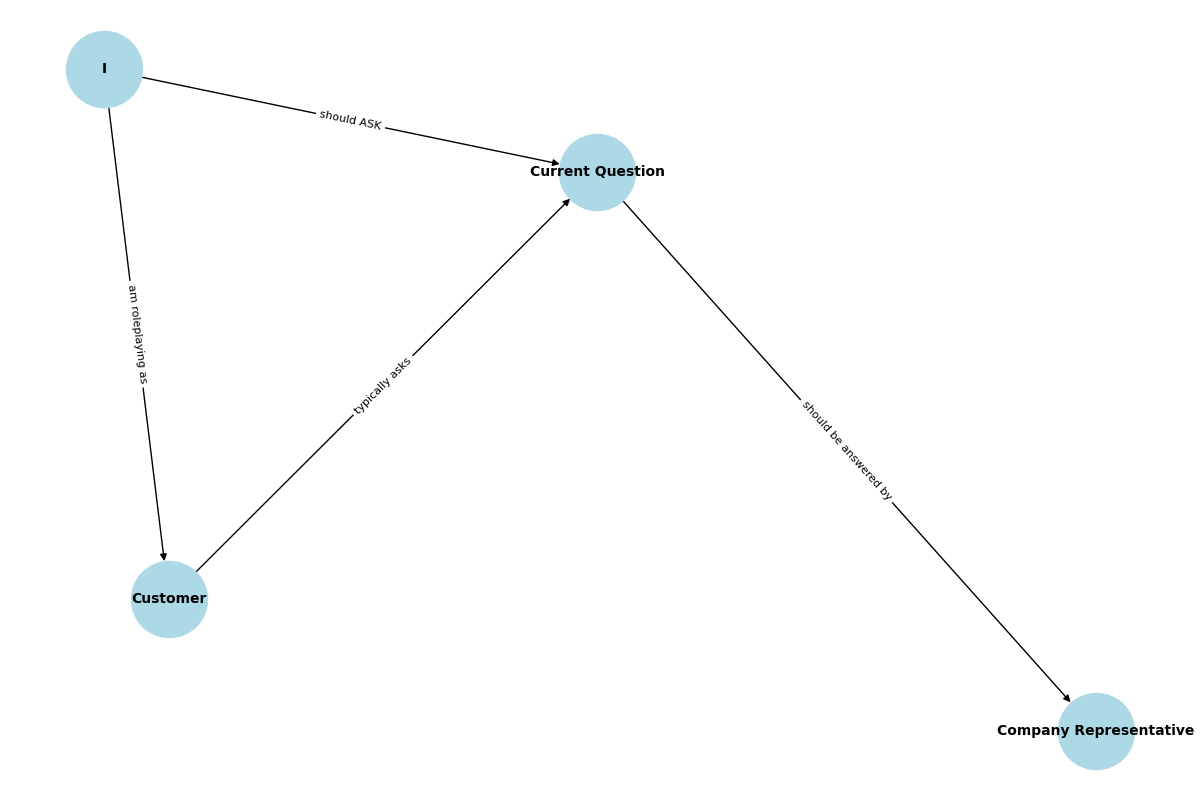 I
should ASK
Current Question
am roleplaying as
typically asks
should be answered by
Customer
Company Representative